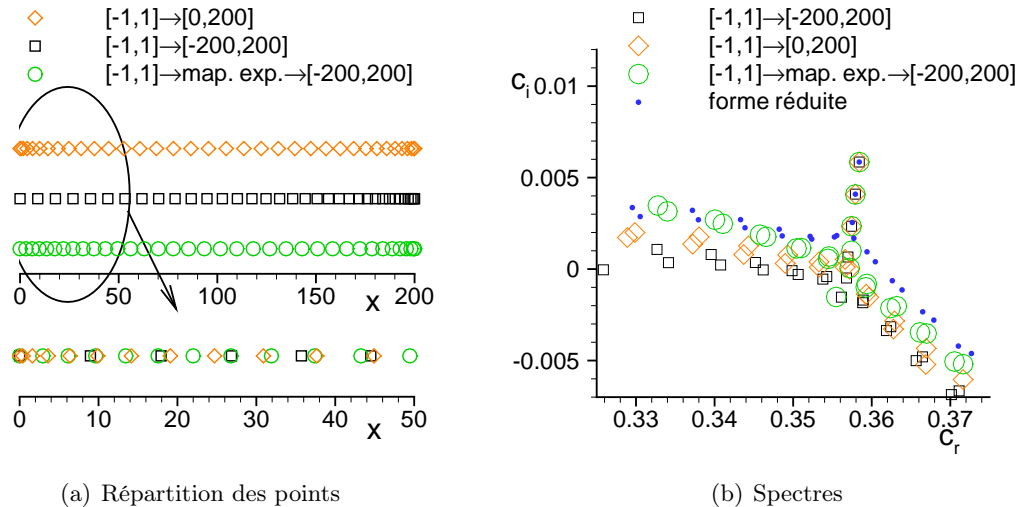 [-1,1]→[0,200]
[-1,1]→[-200,200]
[-1,1]→map. exp.→[-200,200]
0 50 100 150 200
x
0 10 20 30 40 50
x
(a) Répartition des points
[-1,1]→[-200,200]
[-1,1]→[0,200]
[-1,1]→map. exp.→[-200,200]
forme réduite
c_i
0.01
0.005
0
-0.005
0.33 0.34 0.35 0.36 0.37
c_r
(b) Spectres